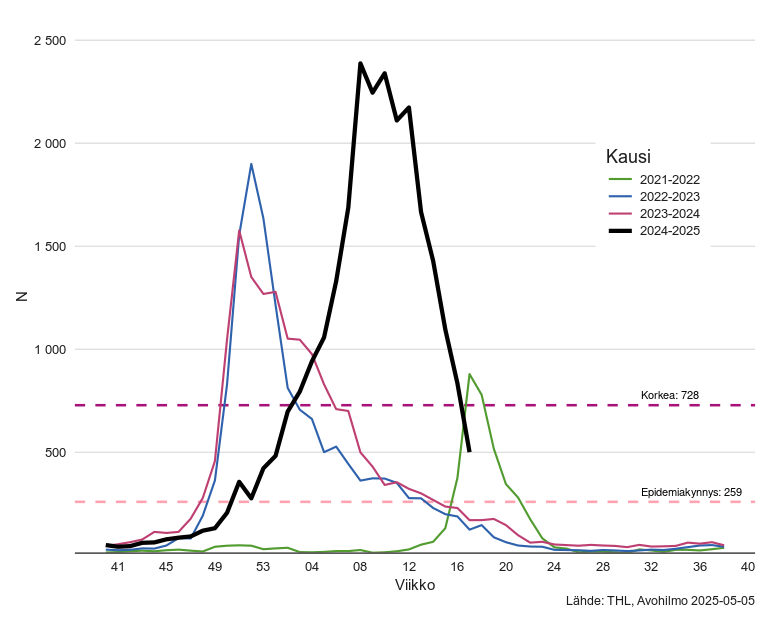 2 500
2 000
1 500
1 000
500
N
Kausi
2021-2022
2022-2023
2023-2024
2024-2025
Korkea: 728
Epidemiakynnys: 259
41 45 49 53 04 08 12 16 20 24 28 32 36 40
Viikko
Lähde: THL, Avohilmo 2025-05-05